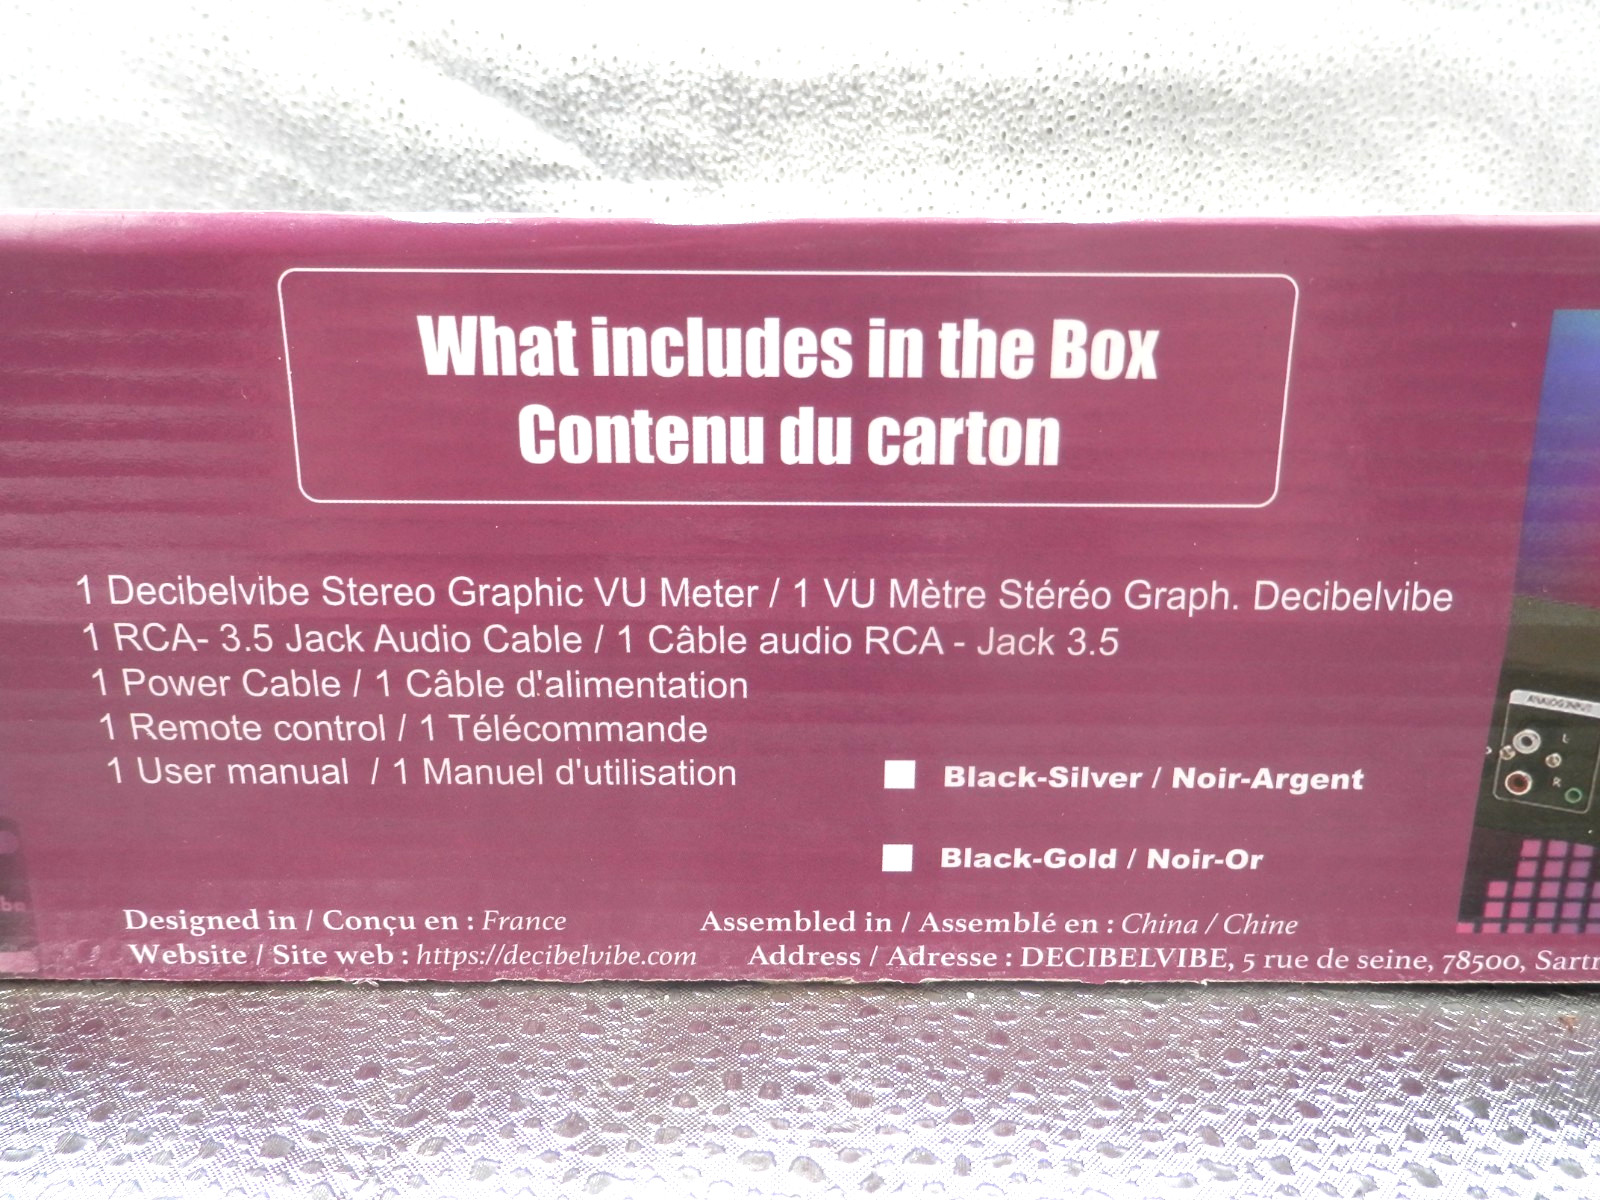 What includes in the Box
Contenu du carton
1 Decibelvibe Stereo Graphic VU Meter / 1 VU Mètre Stéréo Graph. Decibelvibe
1 RCA- 3.5 Jack Audio Cable / 1 Câble audio RCA - Jack 3.5
1 Power Cable / 1 Câble d'alimentation
1 Remote control / 1 Télécommande
1 User manual / 1 Manuel d'utilisation
Black-Silver / Noir-Argent
Black-Gold / Noir-Or
Designed in / Conçu en : France
Assembled in / Assemblé en : China / Chine
Website / Site web : https://decibelvibe.com
Address / Adresse : DECIBELVIBE, 5 rue de seine, 78500, Sartr
ANALOG INPUT
L
R